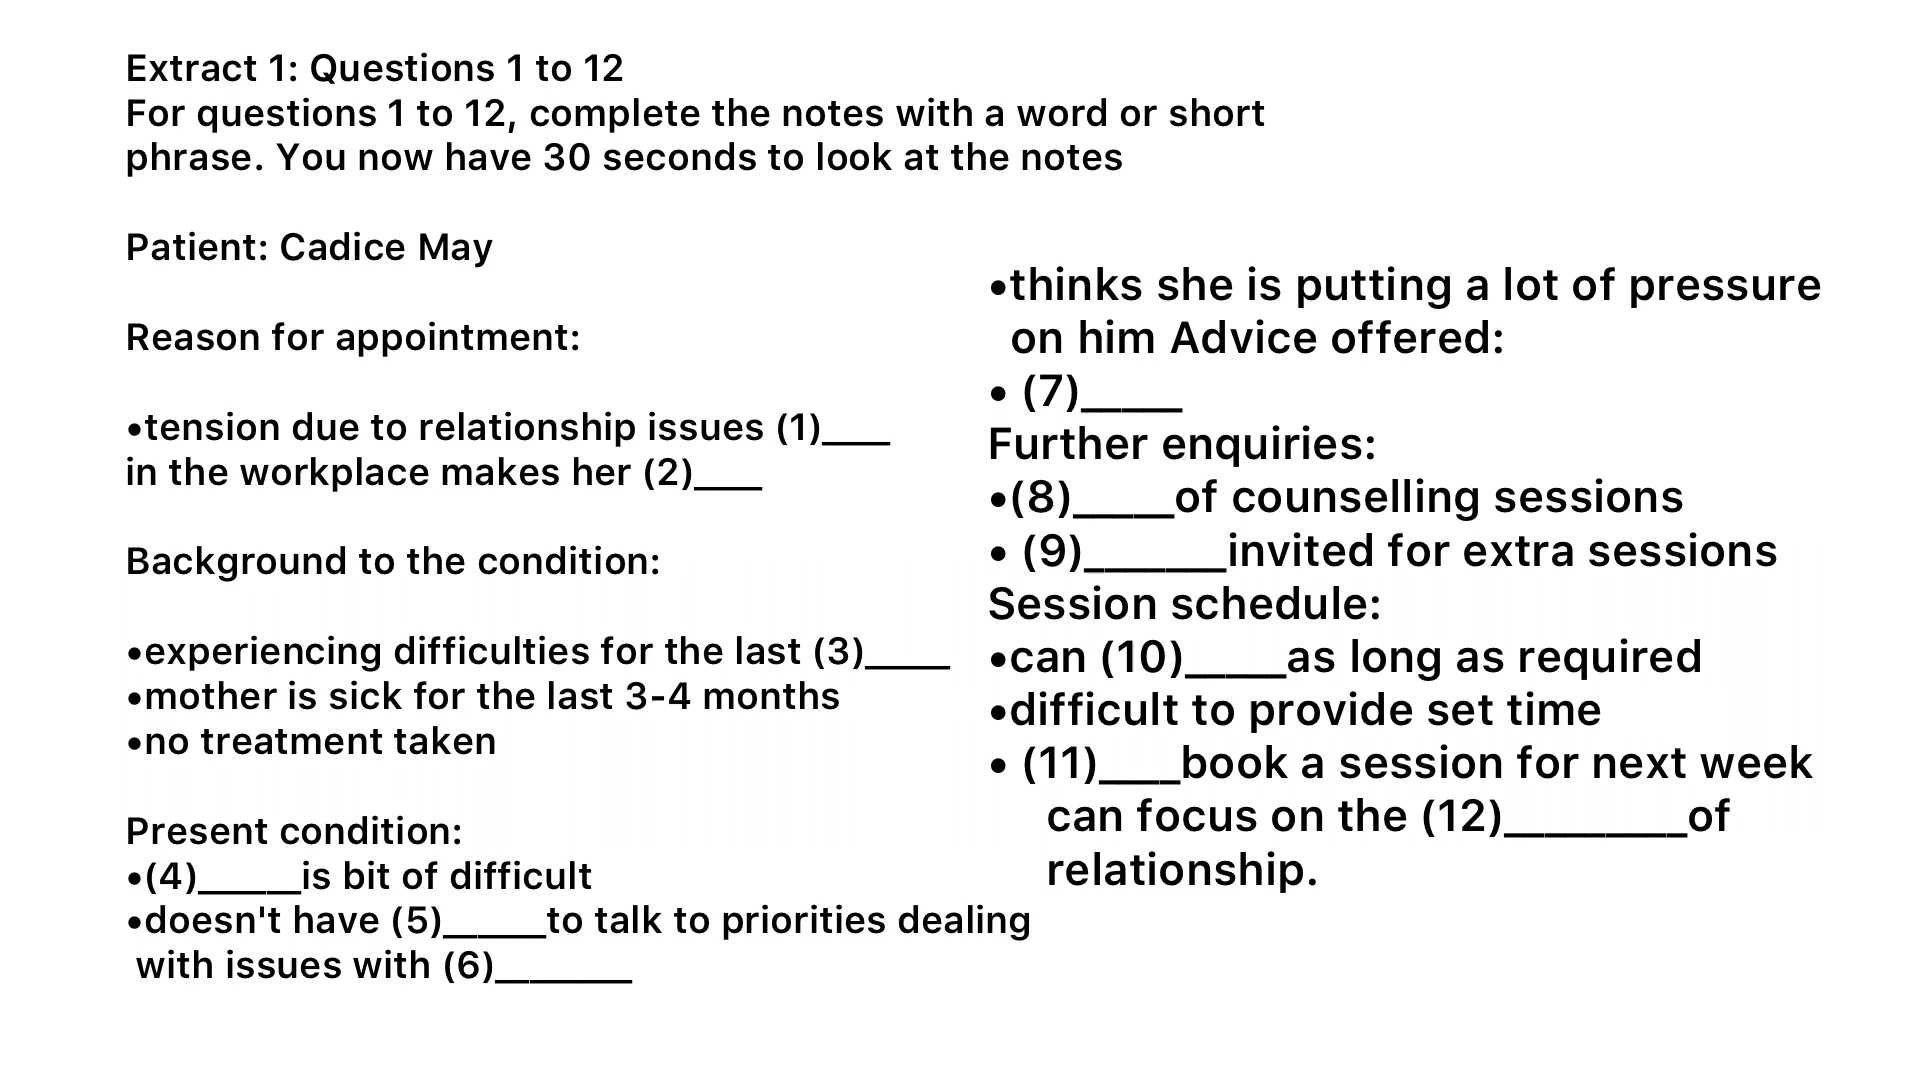 Extract 1: Questions 1 to 12
For questions 1 to 12, complete the notes with a word or short
phrase. You now have 30 seconds to look at the notes
Patient: Cadice May
Reason for appointment:
•tension due to relationship issues (1)____
in the workplace makes her (2)____
Background to the condition:
•experiencing difficulties for the last (3)_____
•mother is sick for the last 3-4 months
•no treatment taken
Present condition:
•(4)______is bit of difficult
•doesn't have (5)______to talk to priorities dealing
with issues with (6)________
•thinks she is putting a lot of pressure
on him Advice offered:
• (7)_____
Further enquiries:
•(8)_____of counselling sessions
• (9)_______invited for extra sessions
Session schedule:
•can (10)_____as long as required
•difficult to provide set time
• (11)____book a session for next week
can focus on the (12)_________of
relationship.